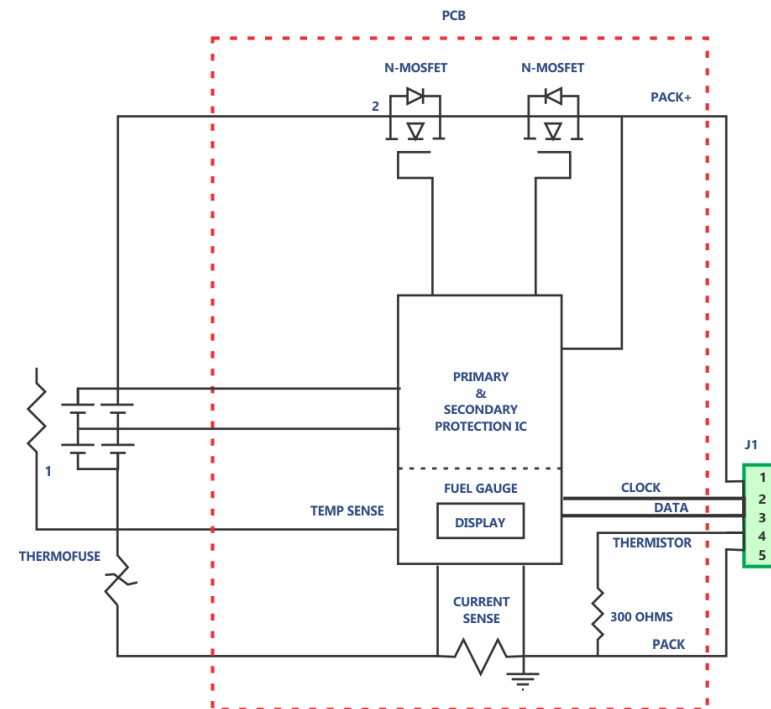 PCB
N-MOSFET
N-MOSFET
PACK+
2
PRIMARY
&
SECONDARY
PROTECTION IC
J1
1
1
FUEL GAUGE
CLOCK
2
TEMP SENSE
DISPLAY
DATA
3
THERMISTOR
4
THERMOFUSE
5
CURRENT
SENSE
300 OHMS
PACK